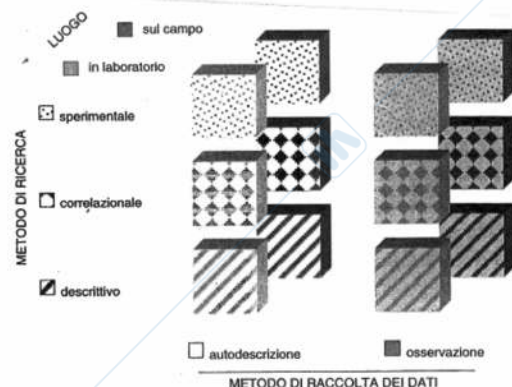 LUOGO
sul campo
in laboratorio
METODO DI RICERCA
sperimentale
correlazionale
descrittivo
autodescrizione
osservazione
METODO DI RACCOLTA DEI DATI